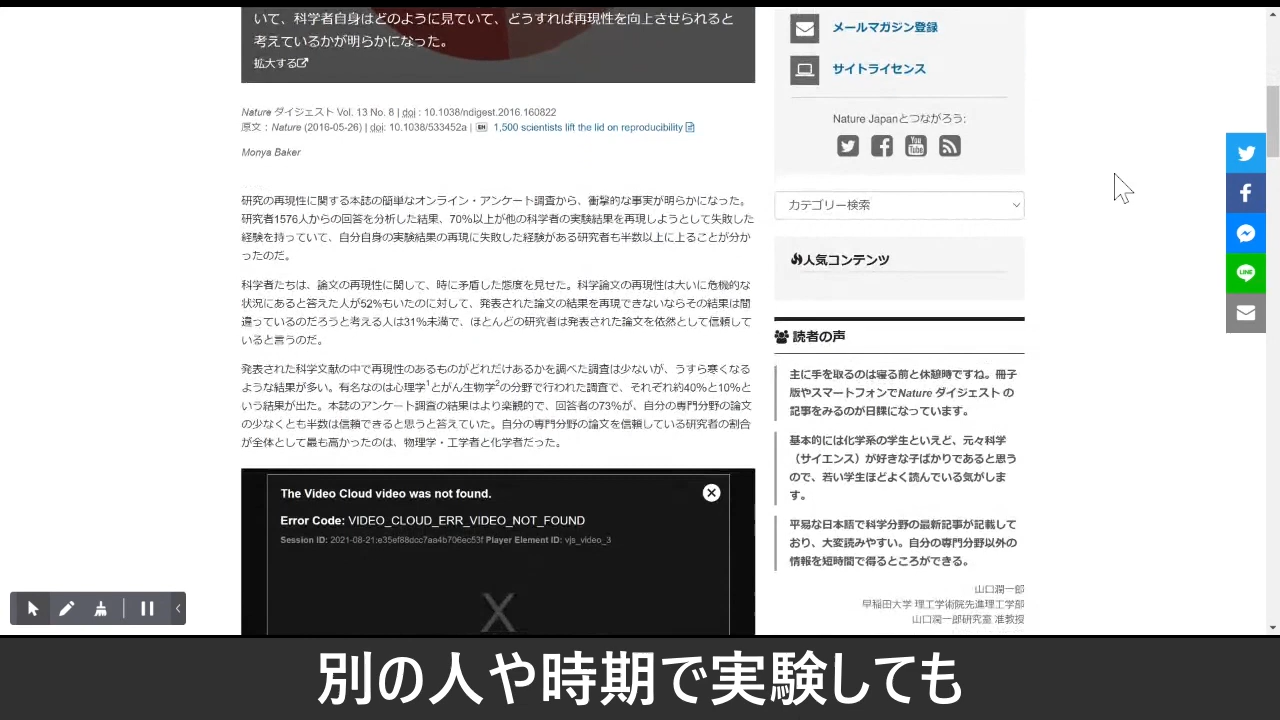 いて、科学者自身はどのように見ていて、どうすれば再現性を向上させられると
考えているかが明らかになった。
拡大する
Nature ダイジェスト Vol. 13 No. 8 | doi : 10.1038/ndigest.2016.160822
原文：Nature (2016-05-26) | doi: 10.1038/533452a | EN 1,500 scientists lift the lid on reproducibility
Monya Baker
研究の再現性に関する本誌の簡単なオンライン・アンケート調査から、衝撃的な事実が明らかになった。
研究者1576人からの回答を分析した結果、70%以上が他の科学者の実験結果を再現しようとして失敗した
経験を持っていて、自分自身の実験結果の再現に失敗した経験がある研究者も半数以上に上ることが分か
ったのだ。
科学者たちは、論文の再現性に関して、時に矛盾した態度を見せた。科学論文の再現性は大いに危機的な
状況にあると答えた人が52%もいたのに対して、発表された論文の結果を再現できないならその結果は間
違っているのだろうと考える人は31%未満で、ほとんどの研究者は発表された論文を依然として信頼して
いると言うのだ。
発表された科学文献の中で再現性のあるものがどれだけあるかを調べた調査は少ないが、うすら寒くなる
ような結果が多い。有名なのは心理学1とがん生物学2の分野で行われた調査で、それぞれ約40%と10%と
いう結果が出た。本誌のアンケート調査の結果はより楽観的で、回答者の73%が、自分の専門分野の論文
の少なくとも半数は信頼できると思うと答えていた。自分の専門分野の論文を信頼している研究者の割合
が全体として最も高かったのは、物理学・工学者と化学者だった。
The Video Cloud video was not found.
Error Code: VIDEO_CLOUD_ERR_VIDEO_NOT_FOUND
Session ID: 2021-08-21:e35ef88dcc7aa4b706ec53f Player Element ID: vjs_video_3
メールマガジン登録
サイトライセンス
Nature Japanとつながろう:
You
Tube
カテゴリー検索
人気コンテンツ
読者の声
主に手を取るのは寝る前と休憩時ですね。冊子
版やスマートフォンでNature ダイジェスト の
記事をみるのが日課になっています。
基本的には化学系の学生といえど、元々科学
（サイエンス）が好きな子ばかりであると思う
ので、若い学生ほどよく読んでいる気がしま
す。
平易な日本語で科学分野の最新記事が記載して
おり、大変読みやすい。自分の専門分野以外の
情報を短時間で得るところができる。
山口潤一郎
早稲田大学 理工学術院先進理工学部
山口潤一郎研究室 准教授
LINE
別の人や時期で実験しても